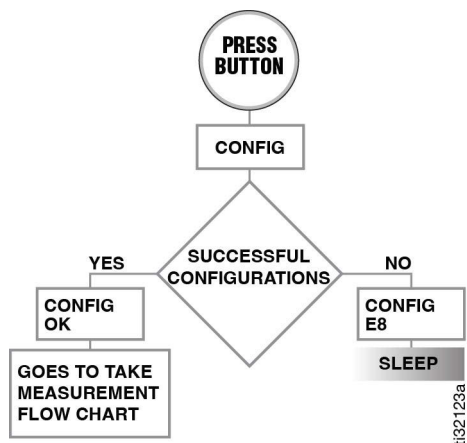 PRESS
BUTTON
CONFIG
SUCCESSFUL
CONFIGURATIONS
YES
NO
CONFIG
OK
CONFIG
E8
GOES TO TAKE
MEASUREMENT
FLOW CHART
SLEEP
ti32123a